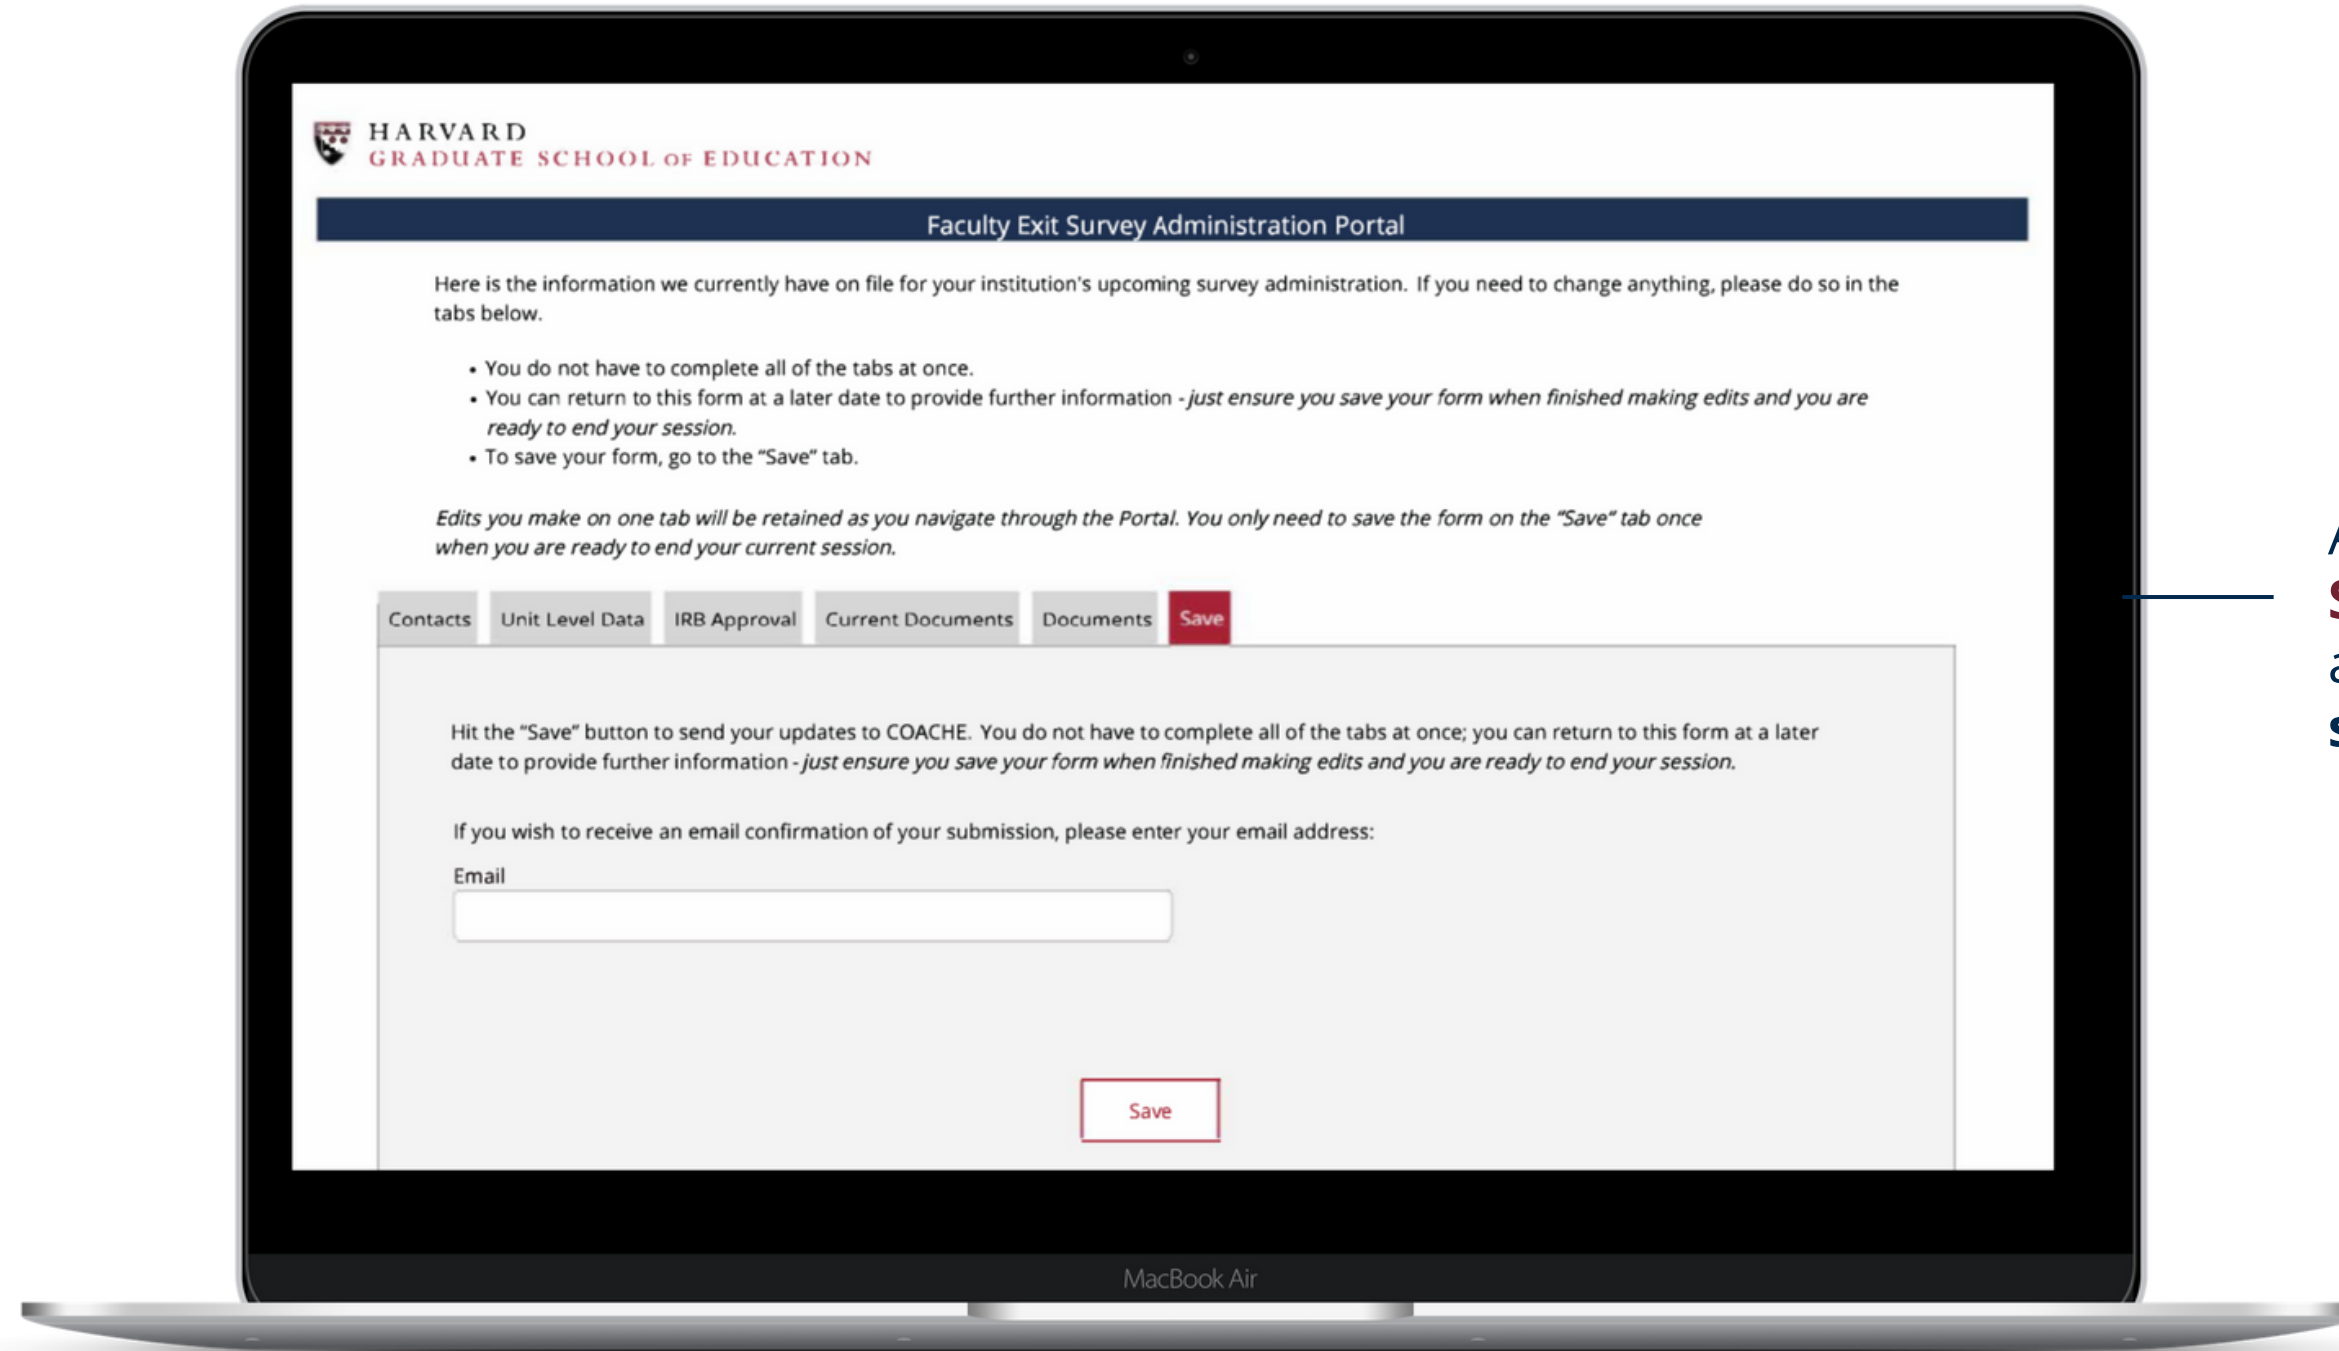 HARVARD
GRADUATE SCHOOL OF EDUCATION
Faculty Exit Survey Administration Portal
Here is the information we currently have on file for your institution's upcoming survey administration. If you need to change anything, please do so in the
tabs below.
• You do not have to complete all of the tabs at once.
• You can return to this form at a later date to provide further information - just ensure you save your form when finished making edits and you are
ready to end your session.
• To save your form, go to the “Save” tab.
Edits you make on one tab will be retained as you navigate through the Portal. You only need to save the form on the “Save” tab once
when you are ready to end your current session.
Contacts Unit Level Data IRB Approval Current Documents Documents Save
Hit the “Save” button to send your updates to COACHE. You do not have to complete all of the tabs at once; you can return to this form at a later
date to provide further information - just ensure you save your form when finished making edits and you are ready to end your session.
If you wish to receive an email confirmation of your submission, please enter your email address:
Email
Save
MacBook Air